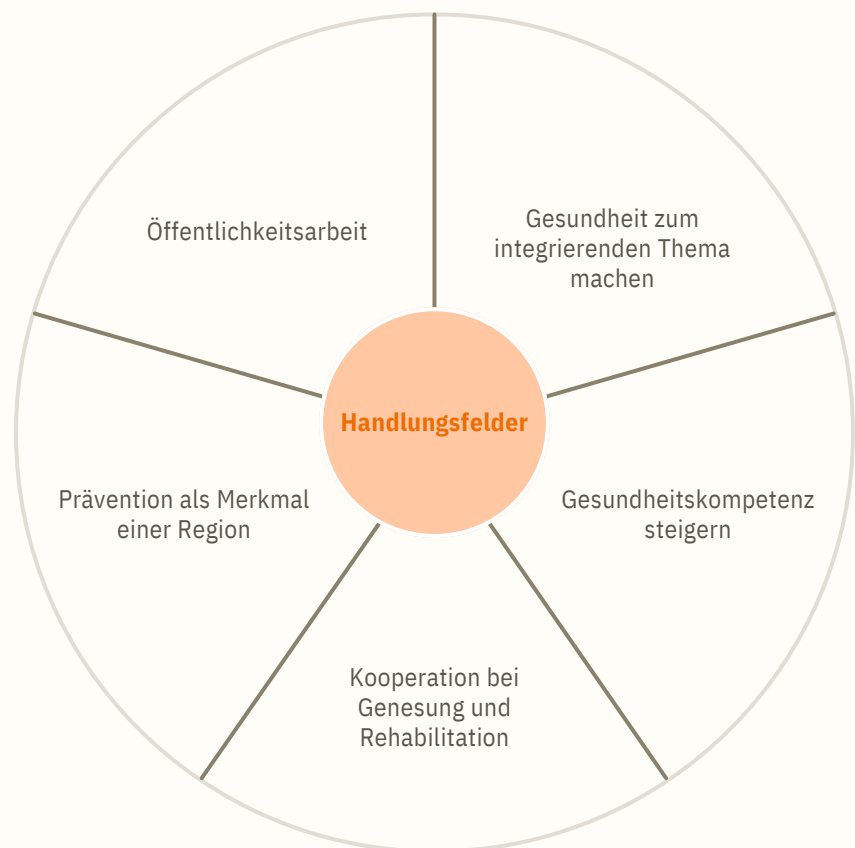 Öffentlichkeitsarbeit
Gesundheit zum
integrierenden Thema
machen
Handlungsfelder
Prävention als Merkmal
einer Region
Gesundheitskompetenz
steigern
Kooperation bei
Genesung und
Rehabilitation